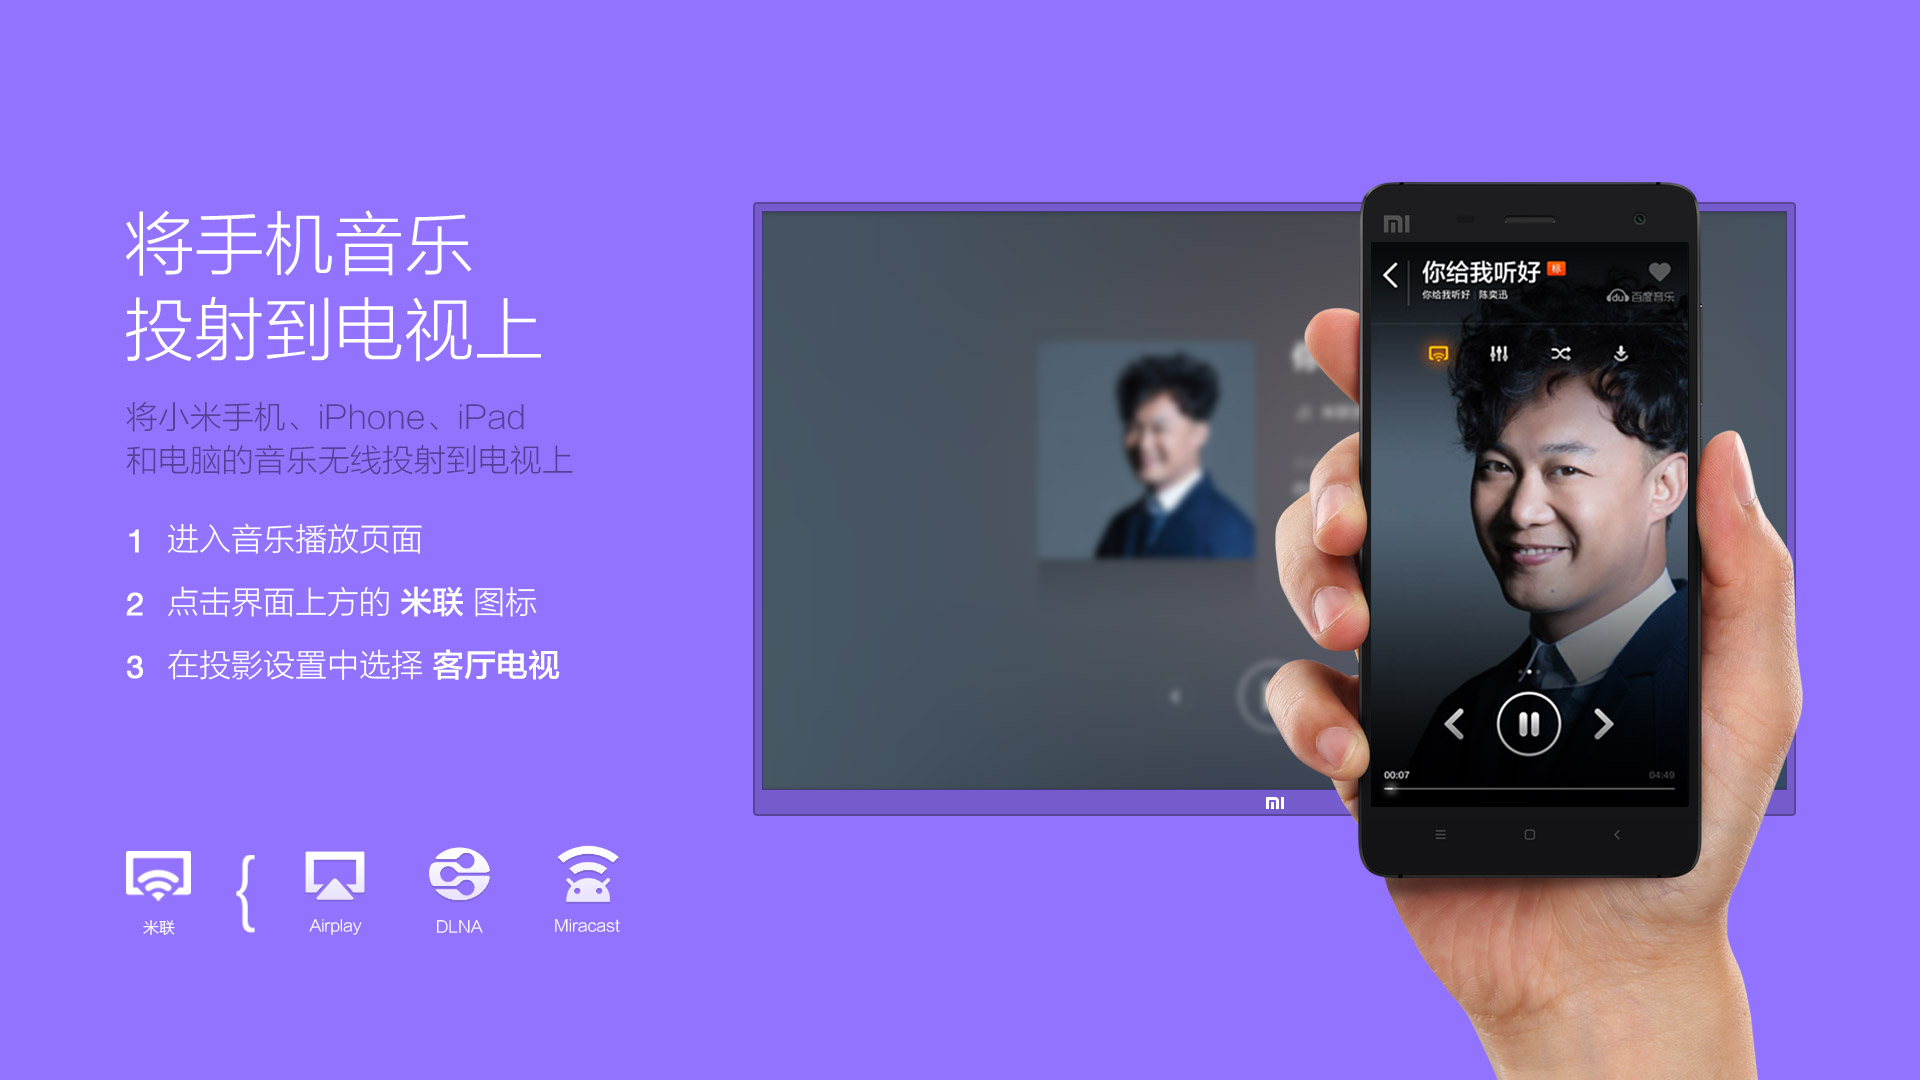 将手机音乐
投射到电视上
将小米手机、iPhone、iPad
和电脑的音乐无线投射到电视上
1 进入音乐播放页面
2 点击界面上方的 米联 图标
3 在投影设置中选择 客厅电视
米联
Airplay
DLNA
Miracast
mi
mi
你给我听好 标
你给我听好 | 陈奕迅
du 百度音乐
00:07
04:49